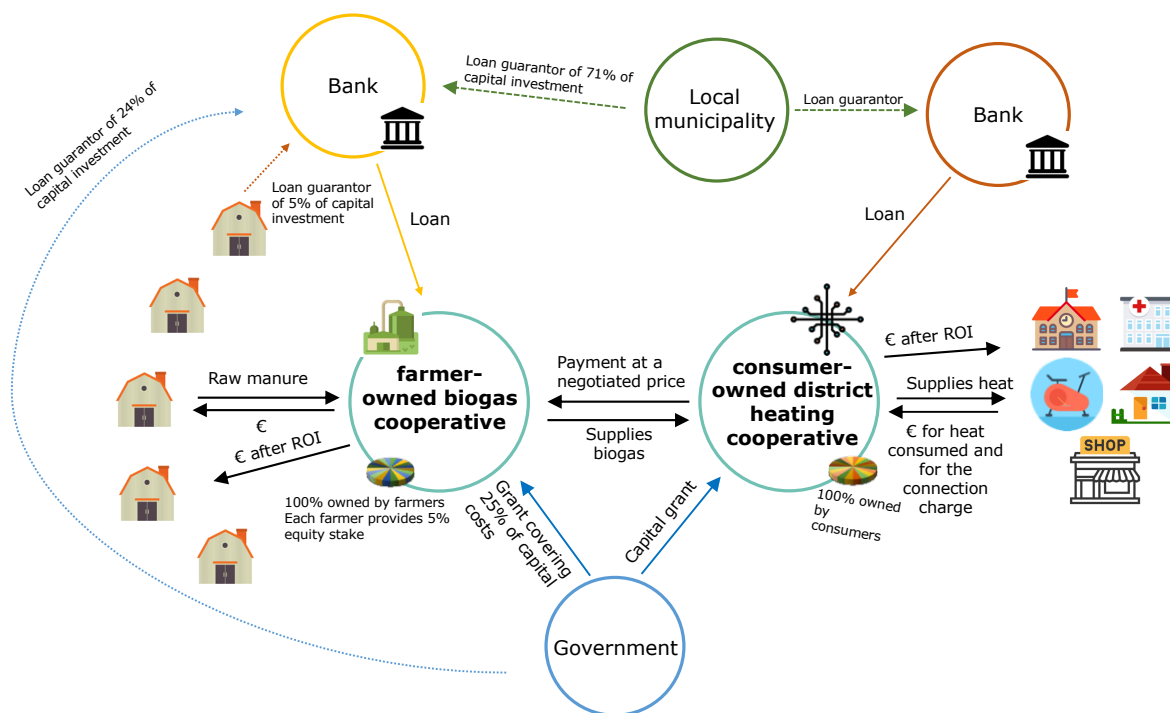 Loan guarantor of 24% of
capital investment
Bank
Loan guarantor of 71% of
capital investment
Local
municipality
Loan guarantor
Bank
Loan guarantor
of 5% of capital
investment
Loan
Loan
farmer-
owned biogas
cooperative
Raw manure
€
€ after ROI
100% owned by farmers
Each farmer provides 5%
equity stake
Payment at a
negotiated price
Supplies
biogas
consumer-
owned district
heating
cooperative
100% owned
by
consumers
€ after ROI
Supplies heat
€ for heat
consumed and
for the
connection
charge
SHOP
Grant covering
25% of capital
costs
Capital grant
Government